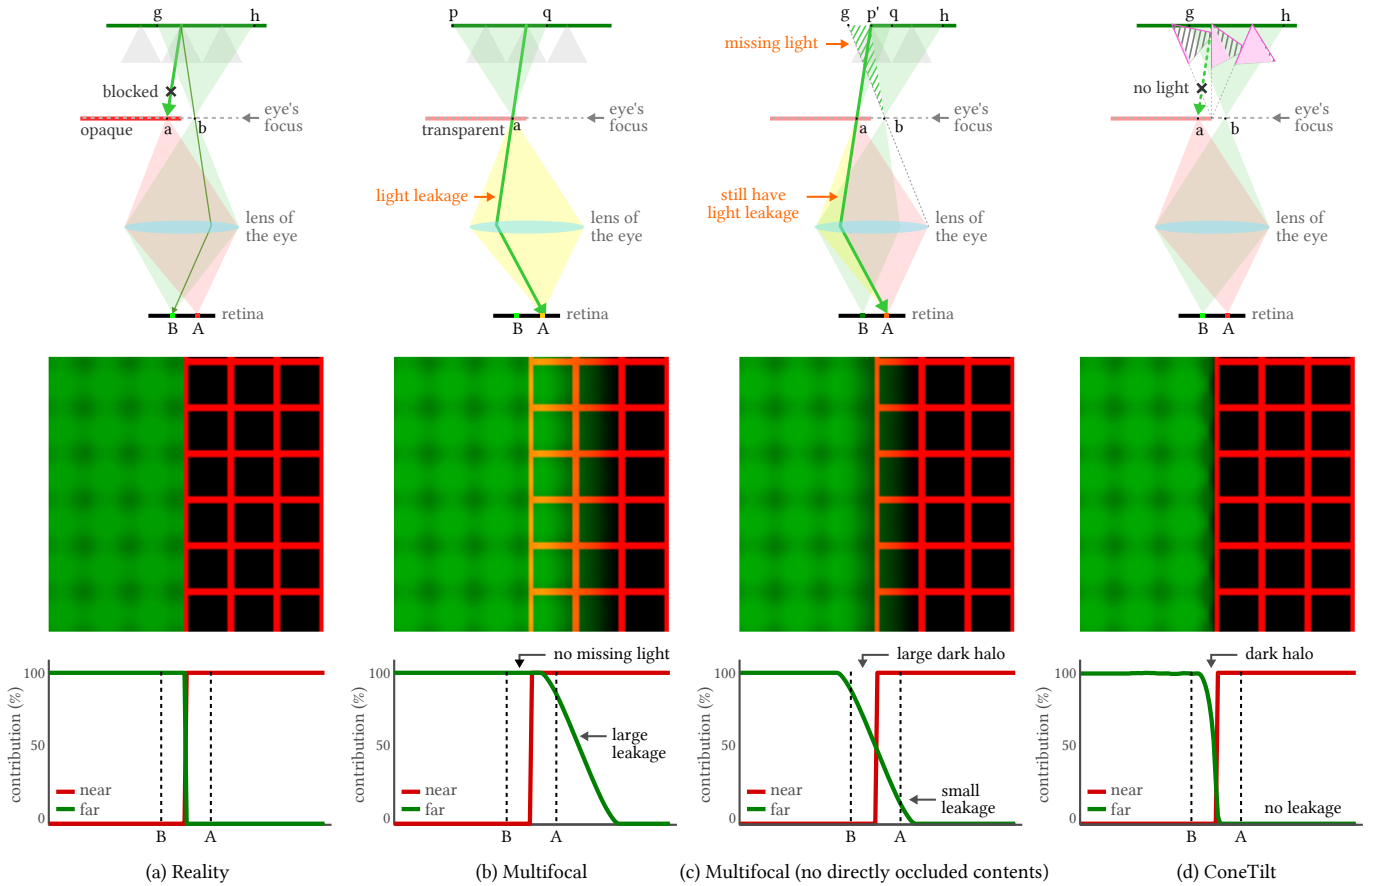 g h
blocked
opaque a b
eye's
focus
lens of
the eye
retina
B A
p q
transparent a
eye's
focus
light leakage
lens of
the eye
retina
B A
g p' q h
missing light
a b
eye's
focus
still have
light leakage
lens of
the eye
retina
B A
g h
no light
a b
eye's
focus
lens of
the eye
retina
B A
contribution (%)
100
50
0
near
far
B A
no missing light
contribution (%)
100
50
0
large
leakage
near
far
B A
large dark halo
contribution (%)
100
50
0
small
leakage
near
far
B A
dark halo
contribution (%)
100
50
0
near
far
no leakage
B A
(a) Reality
(b) Multifocal
(c) Multifocal (no directly occluded contents)
(d) ConeTilt